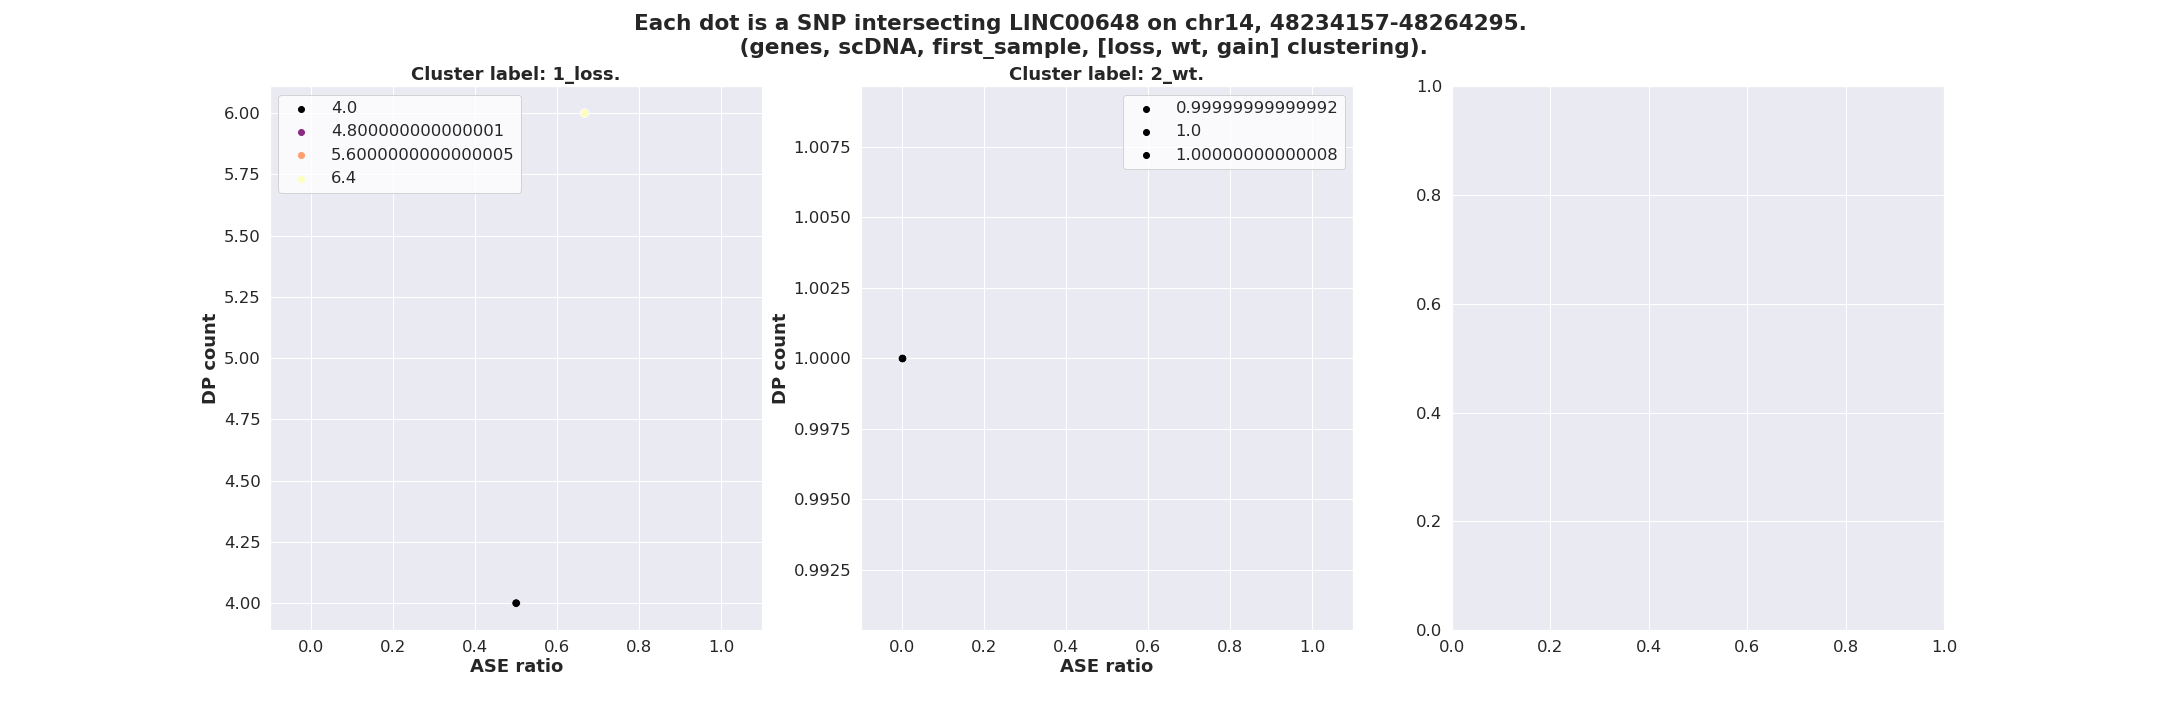 Each dot is a SNP intersecting LINC00648 on chr14, 48234157-48264295.
(genes, scDNA, first_sample, [loss, wt, gain] clustering).
Cluster label: 1_loss.
4.0
4.800000000000001
5.6000000000000005
6.4
6.00
5.75
5.50
5.25
5.00
4.75
4.50
4.25
4.00
DP count
0.0 0.2 0.4 0.6 0.8 1.0
ASE ratio
Cluster label: 2_wt.
0.99999999999992
1.0
1.00000000000008
1.0075
1.0050
1.0025
1.0000
0.9975
0.9950
0.9925
DP count
0.0 0.2 0.4 0.6 0.8 1.0
ASE ratio
1.0
0.8
0.6
0.4
0.2
0.0
0.0 0.2 0.4 0.6 0.8 1.0